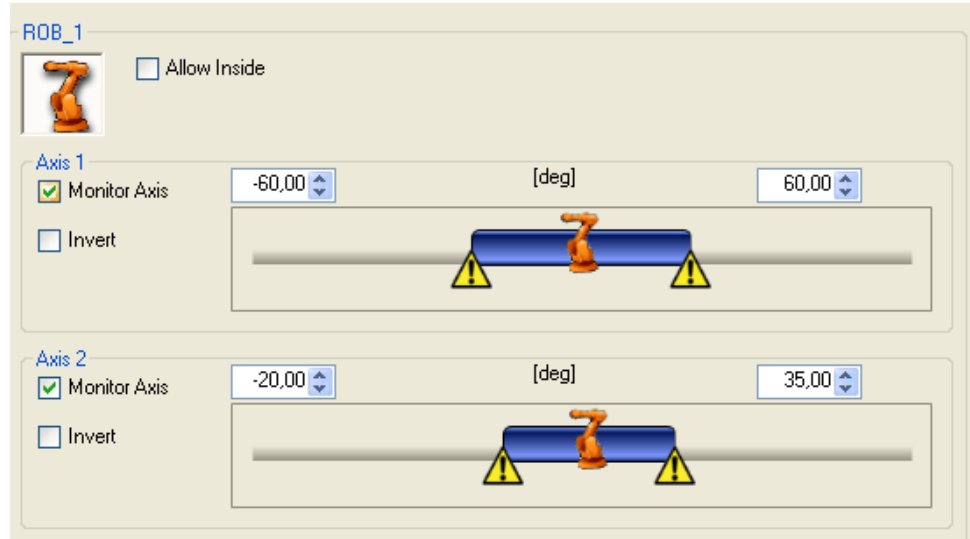 ROB_1
Allow Inside
Axis 1
Monitor Axis
-60,00
[deg]
60,00
Invert
Axis 2
Monitor Axis
-20,00
[deg]
35,00
Invert